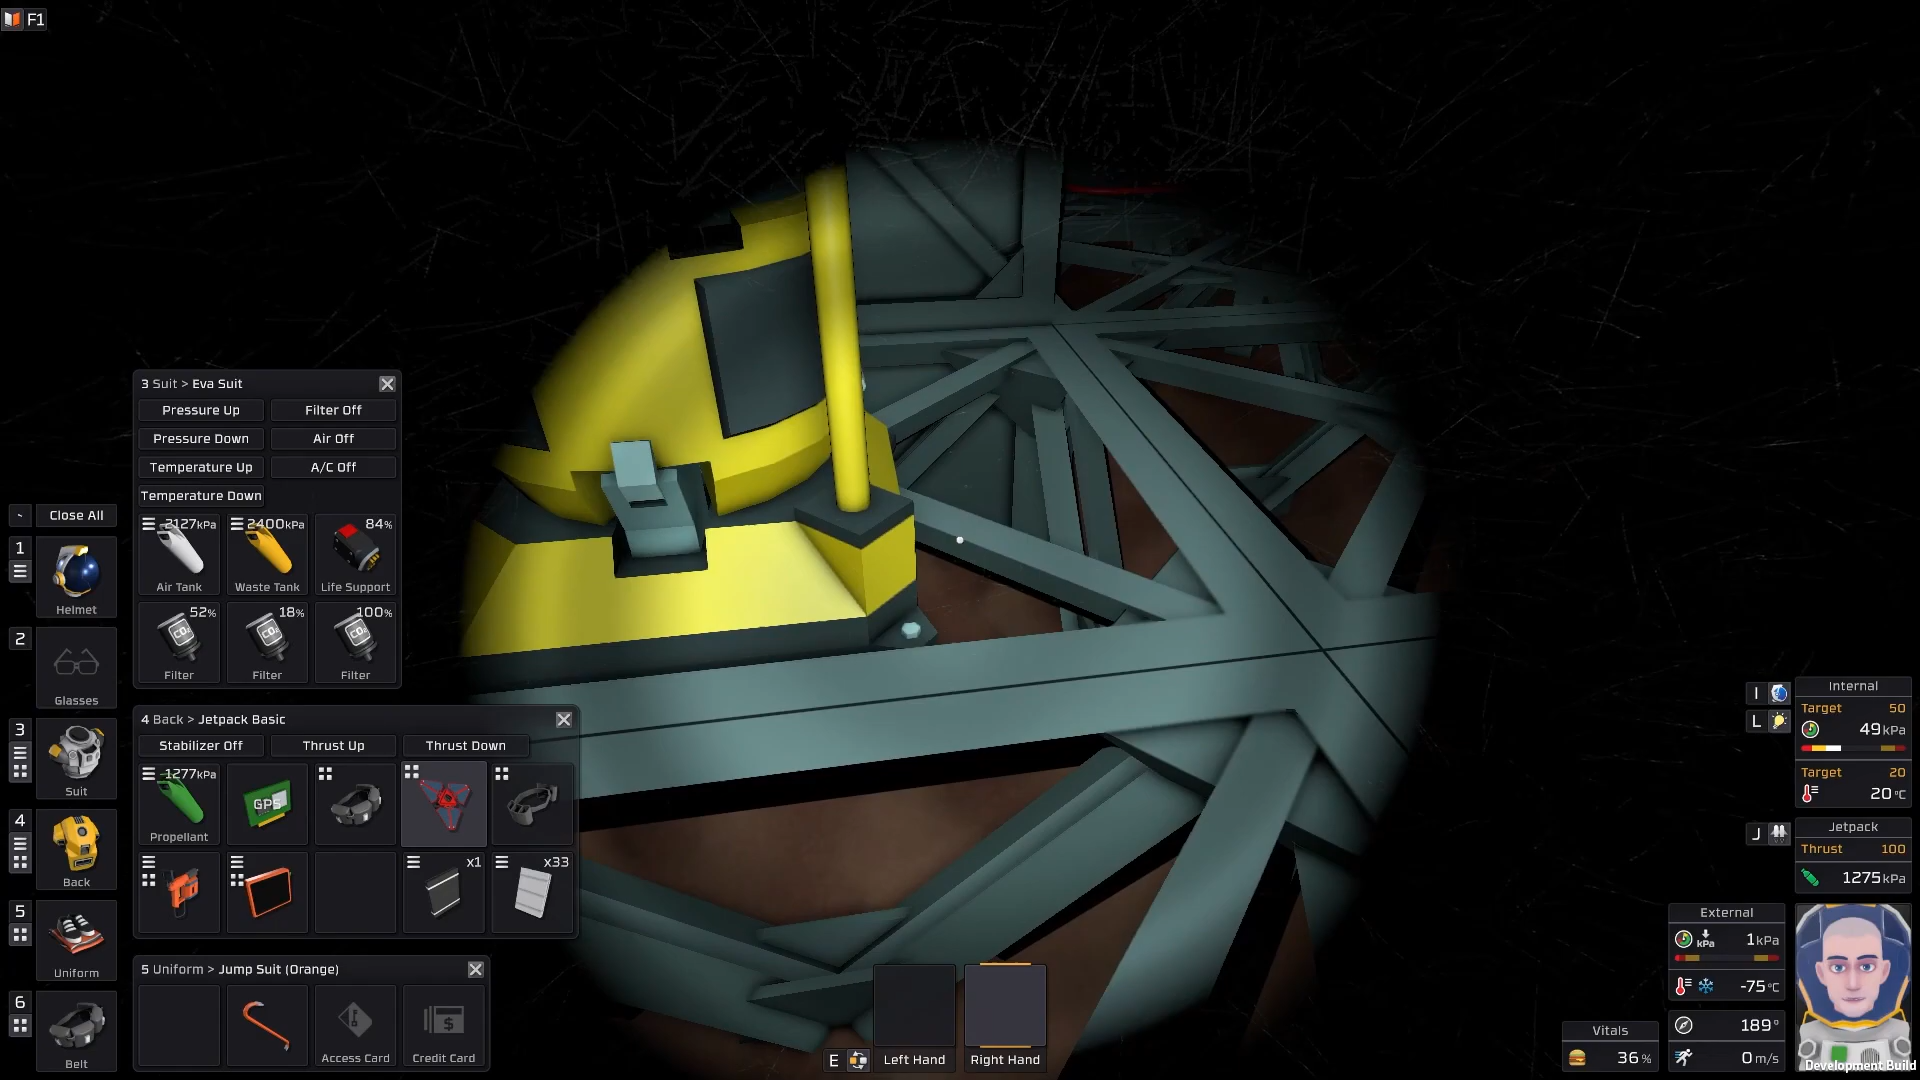 F1
3 Suit > Eva Suit
Pressure Up
Filter Off
Pressure Down
Air Off
Temperature Up
A/C Off
Temperature Down
2127kPa
2400kPa
84%
Air Tank
Waste Tank
Life Support
52%
18%
100%
CO₂
CO₂
CO₂
Filter
Filter
Filter
~
Close All
1
Helmet
2
Glasses
3
Suit
4
Back
5
Uniform
6
Belt
4 Back > Jetpack Basic
Stabilizer Off
Thrust Up
Thrust Down
1277kPa
GPS
Propellant
x1
x33
5 Uniform > Jump Suit (Orange)
$
Access Card
Credit Card
E
Left Hand
Right Hand
I
L
Internal
Target 50
49kPa
Target 20
20°C
J
Jetpack
Thrust 100
1275kPa
External
kPa
1kPa
-75°C
189°
0m/s
Vitals
36%
Development Build